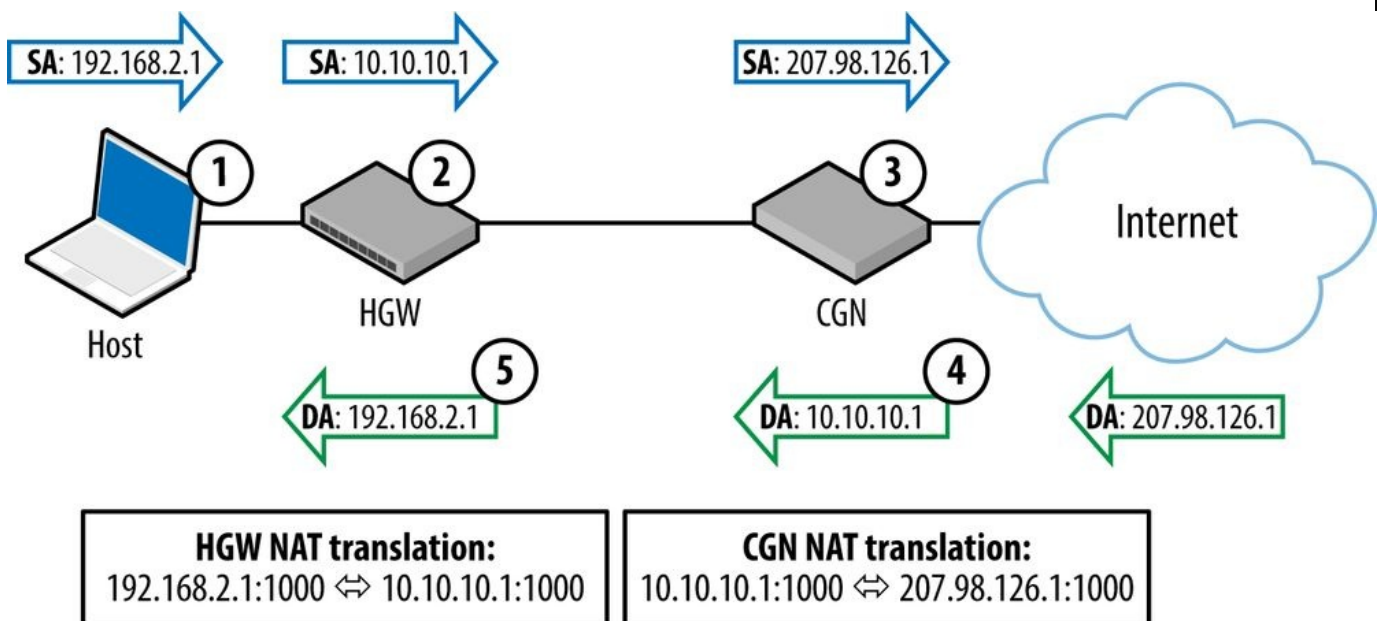 SA: 192.168.2.1
SA: 10.10.10.1
SA: 207.98.126.1
1
2
3
Internet
HGW
CGN
Host
5
4
DA: 192.168.2.1
DA: 10.10.10.1
DA: 207.98.126.1
HGW NAT translation:
192.168.2.1:1000 ⇔ 10.10.10.1:1000
CGN NAT translation:
10.10.10.1:1000 ⇔ 207.98.126.1:1000